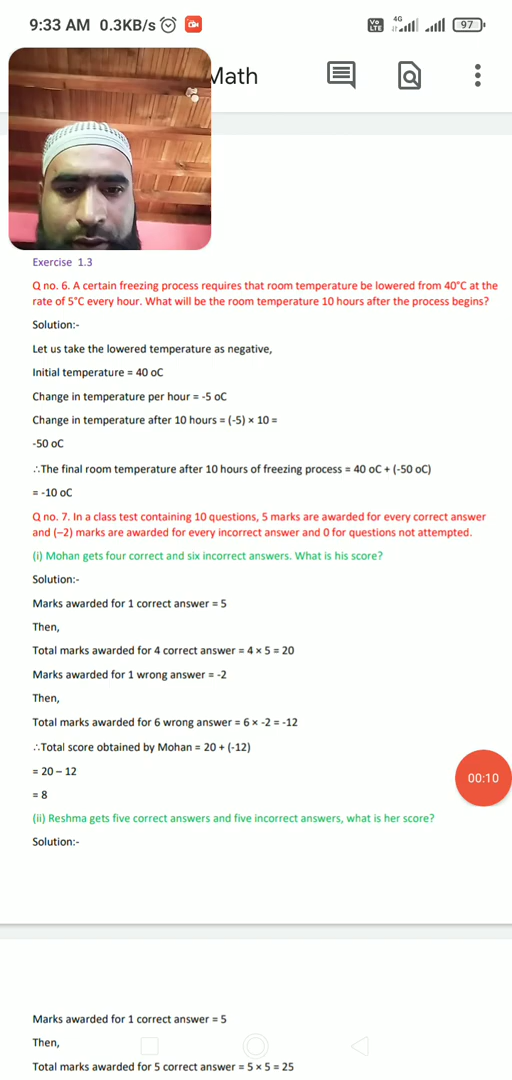 9:33 AM 0.3KB/s
Vo LTE 4G 97
Math
Exercise 1.3
Q no. 6. A certain freezing process requires that room temperature be lowered from 40°C at the
rate of 5°C every hour. What will be the room temperature 10 hours after the process begins?
Solution:-
Let us take the lowered temperature as negative,
Initial temperature = 40 oC
Change in temperature per hour = -5 oC
Change in temperature after 10 hours = (-5) × 10 =
-50 oC
∴The final room temperature after 10 hours of freezing process = 40 oC + (-50 oC)
= -10 oC
Q no. 7. In a class test containing 10 questions, 5 marks are awarded for every correct answer
and (–2) marks are awarded for every incorrect answer and 0 for questions not attempted.
(i) Mohan gets four correct and six incorrect answers. What is his score?
Solution:-
Marks awarded for 1 correct answer = 5
Then,
Total marks awarded for 4 correct answer = 4 × 5 = 20
Marks awarded for 1 wrong answer = -2
Then,
Total marks awarded for 6 wrong answer = 6 × -2 = -12
∴Total score obtained by Mohan = 20 + (-12)
= 20 – 12
= 8
00:10
(ii) Reshma gets five correct answers and five incorrect answers, what is her score?
Solution:-
Marks awarded for 1 correct answer = 5
Then,
Total marks awarded for 5 correct answer = 5 × 5 = 25